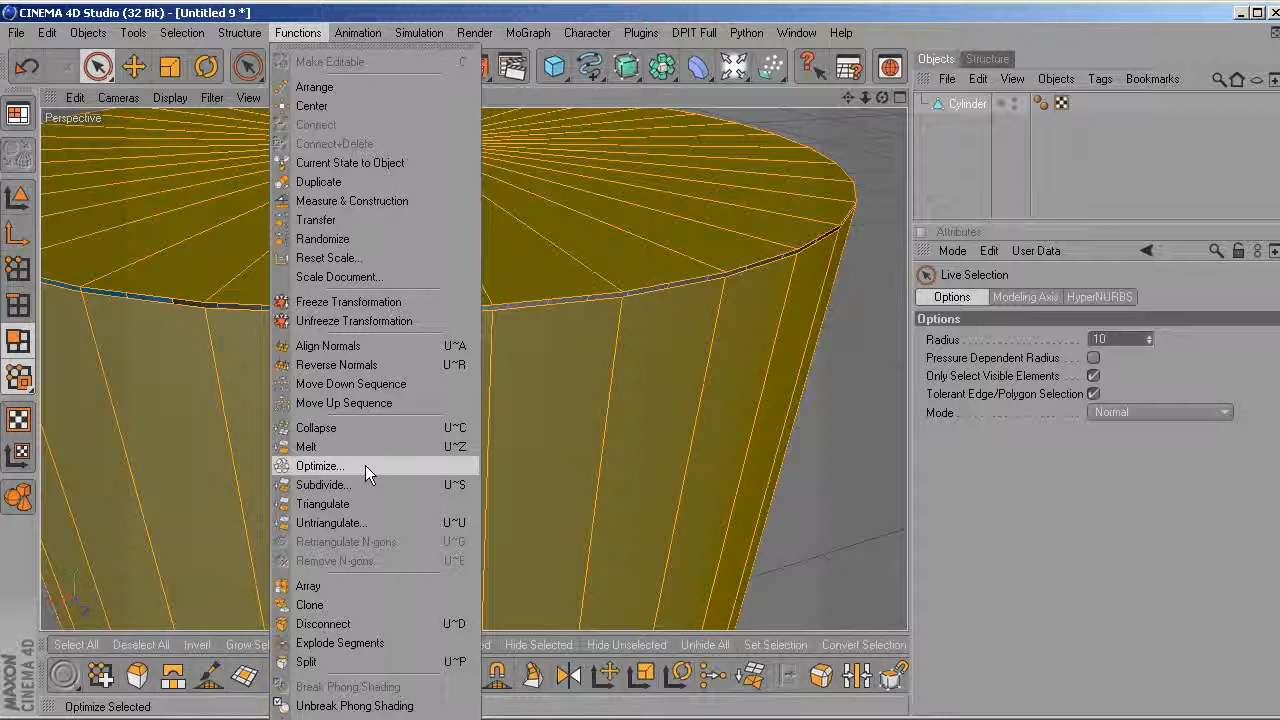 CINEMA 4D Studio (32 Bit) - [Untitled 9 *]
File Edit Objects Tools Selection Structure Functions Animation Simulation Render MoGraph Character Plugins DPIT Full Python Window Help
Edit Cameras Display Filter View
Perspective
Make Editable C
Arrange
Center
Connect
Connect+Delete
Current State to Object
Duplicate
Measure & Construction
Transfer
Randomize
Reset Scale...
Scale Document...
Freeze Transformation
Unfreeze Transformation
Align Normals U~A
Reverse Normals U~R
Move Down Sequence
Move Up Sequence
Collapse U~C
Melt U~Z
Optimize...
Subdivide... U~S
Triangulate
Untriangulate... U~U
Retriangulate N-gons U~G
Remove N-gons U~E
Array
Clone
Disconnect U~D
Explode Segments
Split U~P
Break Phong Shading
Unbreak Phong Shading
Objects Structure
File Edit View Objects Tags Bookmarks
Cylinder
Attributes
Mode Edit User Data
Live Selection
Options Modeling Axis HyperNURBS
Options
Radius 10
Pressure Dependent Radius
Only Select Visible Elements
Tolerant Edge/Polygon Selection
Mode Normal
Select All Deselect All Invert Hide Selected Hide Unselected Unhide All Set Selection Convert Selection
Optimize Selected
MAXON
CINEMA 4D